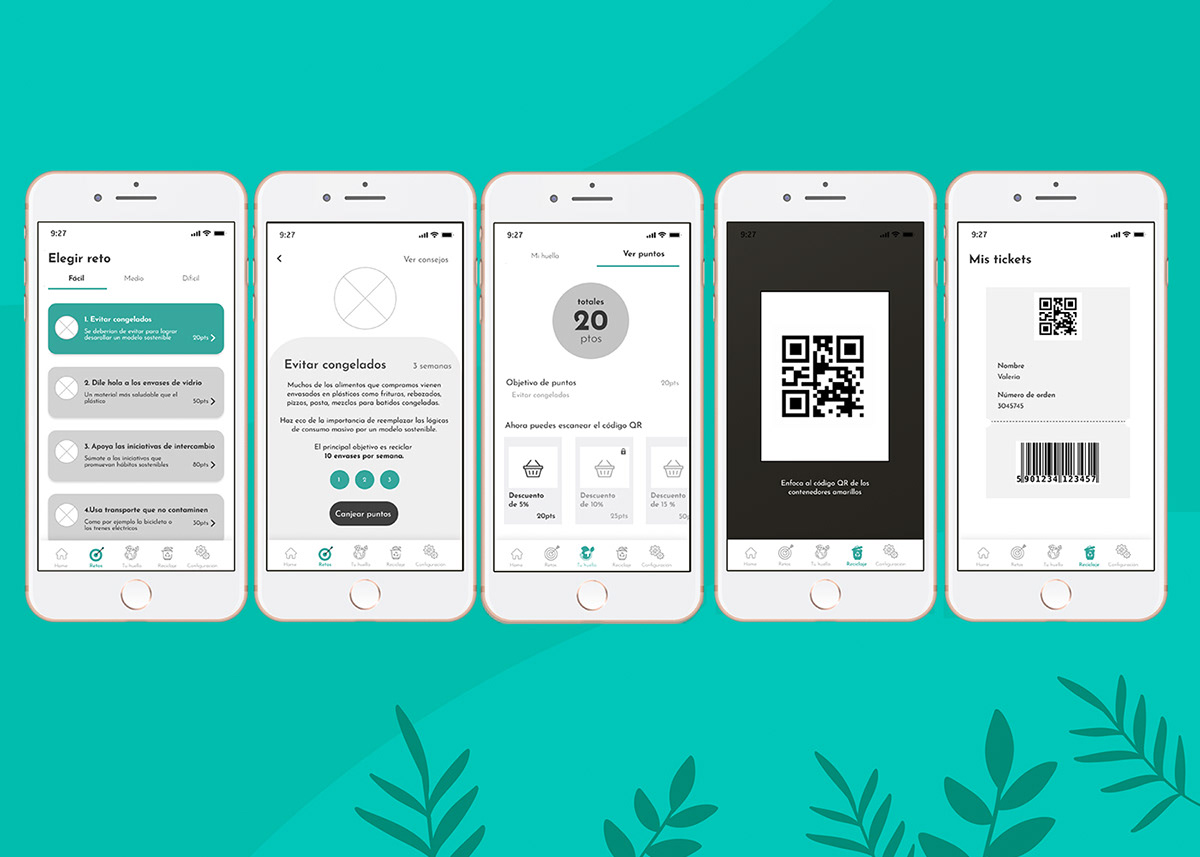 9:27
Elegir reto
Fácil
Medio
Difícil
1. Evitar congelados
Se deberían de evitar para lograr
desarollar un modelo sostenible
20pts
2. Dile hola a los envases de vidrio
Un material más saludable que el
plástico
50pts
3. Apoya las iniciativas de intercambio
Súmate a las iniciativas que
promuevan hábitos sostenibles
80pts
4.Usa transporte que no contaminen
Como por ejemplo la bicicleta o
los trenes eléctricos
30pts
Home
Retos
Tu huella
Reciclaje
Configuracion
9:27
Ver consejos
Evitar congelados
3 semanas
Muchos de los alimentos que compramos vienen
envasados en plásticos como frituras, rebozados,
pizzas, pasta, mezclas para batidos congeladas.
Haz eco de la importancia de reemplazar las lógicas
de consumo masivo por un modelo sostenible.
El principal objetivo es reciclar
10 envases por semana.
1
2
3
Canjear puntos
Home
Retos
Tu huella
Reciclaje
Configuracion
9:27
Mi huella
Ver puntos
totales
20
ptos
Objetivo de puntos
20pts
Evitar congelados
Ahora puedes escanear el código QR
Descuento
de 5%
20pts
Descuento
de 10%
25pts
Descuento
de 15 %
50p
Home
Retos
Tu huella
Reciclaje
Configuracion
9:27
Enfoca al código QR de los
contenedores amarillos
Home
Retos
Tu huella
Reciclaje
Configuracion
9:27
Mis tickets
Nombre
Valeria
Número de orden
3045745
5 901234 123457
Home
Retos
Tu huella
Reciclaje
Configuracion